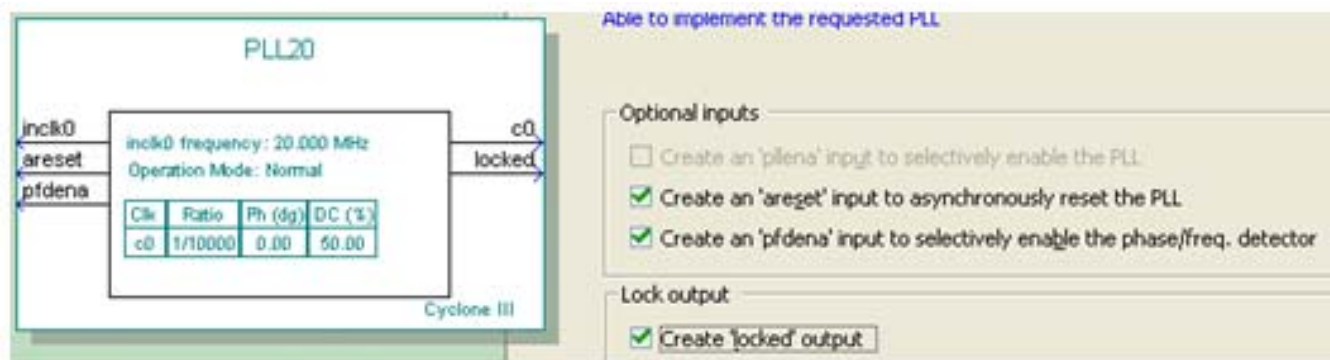 PLL20
inclk0
areset
pfdena
inclk0 frequency: 20.000 MHz
Operation Mode: Normal
Clk Ratio Ph (dg) DC (%)
c0 1/10000 0.00 50.00
c0
locked
Cyclone III
Able to implement the requested PLL
Optional inputs
Create an 'pllena' input to selectively enable the PLL
Create an 'areset' input to asynchronously reset the PLL
Create an 'pfdena' input to selectively enable the phase/freq. detector
Lock output
Create 'locked' output